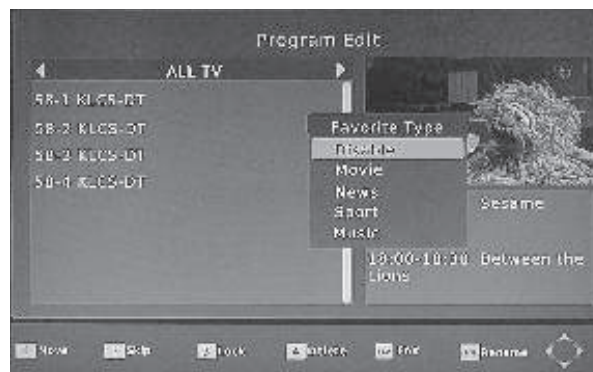 Program Edit
ALL TV
58-1 KLCS-DT
58-2 KLCS-DT
58-3 KLCS-DT
58-4 KLCS-DT
Favorite Type
Disable
Movie
News
Sport
Music
Sesame
18:00-18:30 Between the
Lions
Move Skip Lock Delete Rename